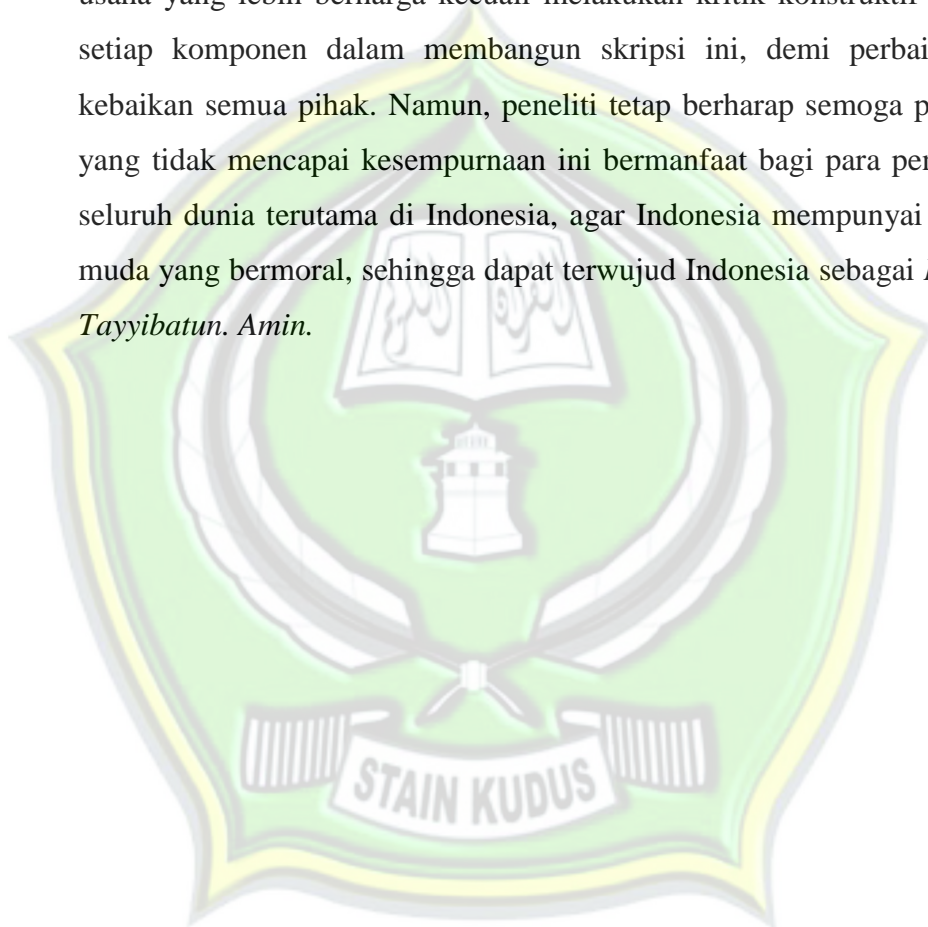 usaha yang lebih berharga kecuali melakukan kritik konstruktif
setiap komponen dalam membangun skripsi ini, demi perbai
kebaikan semua pihak. Namun, peneliti tetap berharap semoga p
yang tidak mencapai kesempurnaan ini bermanfaat bagi para per
seluruh dunia terutama di Indonesia, agar Indonesia mempunyai
muda yang bermoral, sehingga dapat terwujud Indonesia sebagai
Tayyibatun. Amin.
STAIN KUDUS